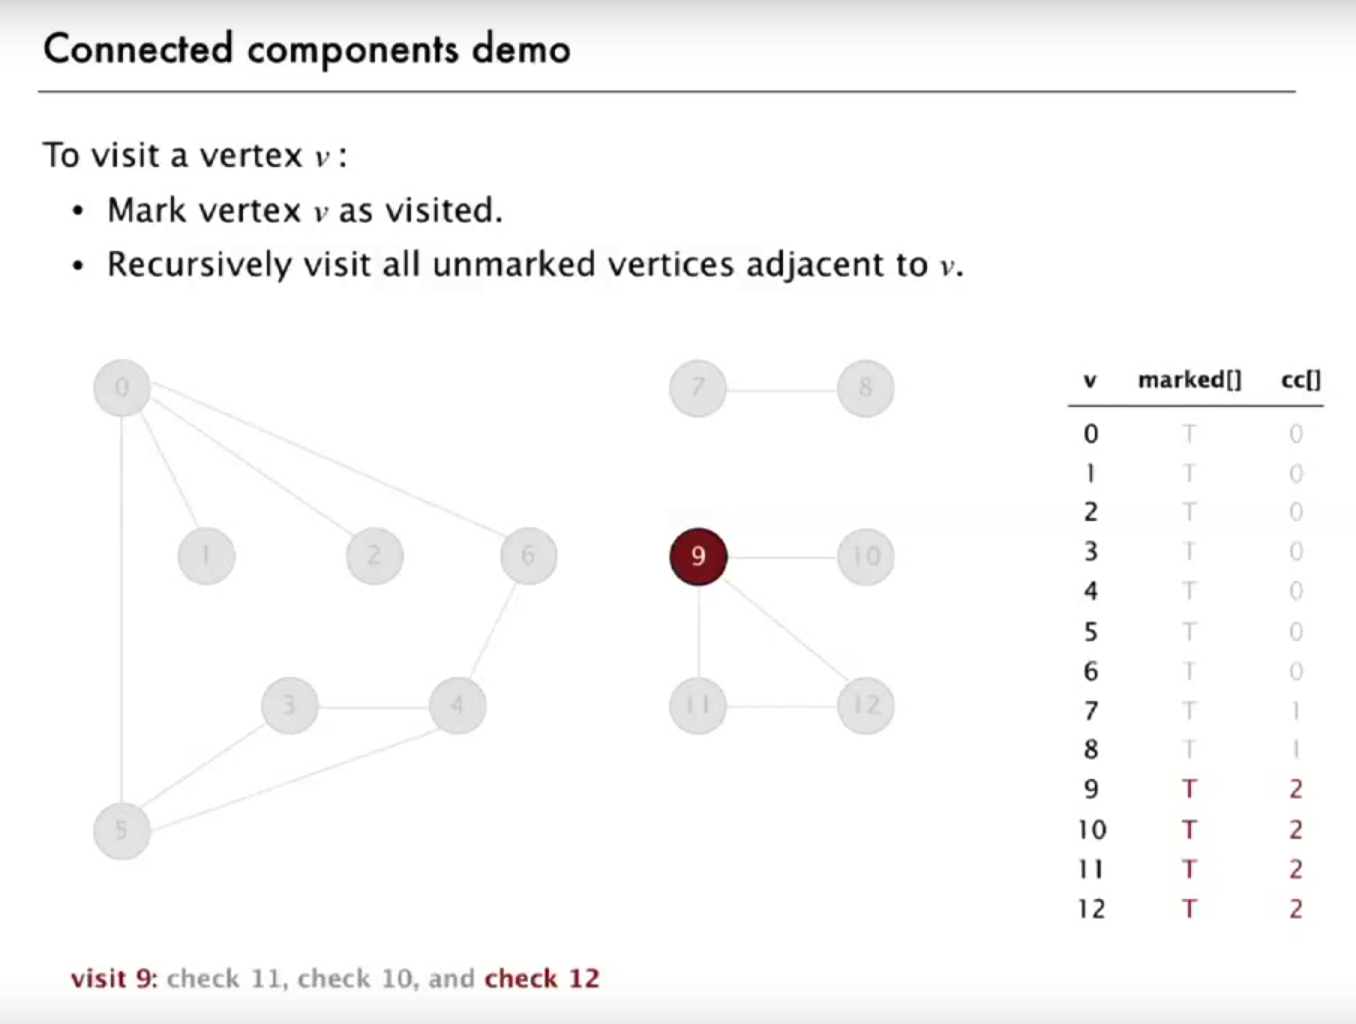 Connected components demo
To visit a vertex v :
• Mark vertex v as visited.
• Recursively visit all unmarked vertices adjacent to v.
0
1
2
6
3
4
5
7
8
9
10
11
12
v marked[] cc[]
0 T 0
1 T 0
2 T 0
3 T 0
4 T 0
5 T 0
6 T 0
7 T 1
8 T 1
9 T 2
10 T 2
11 T 2
12 T 2
visit 9: check 11, check 10, and check 12